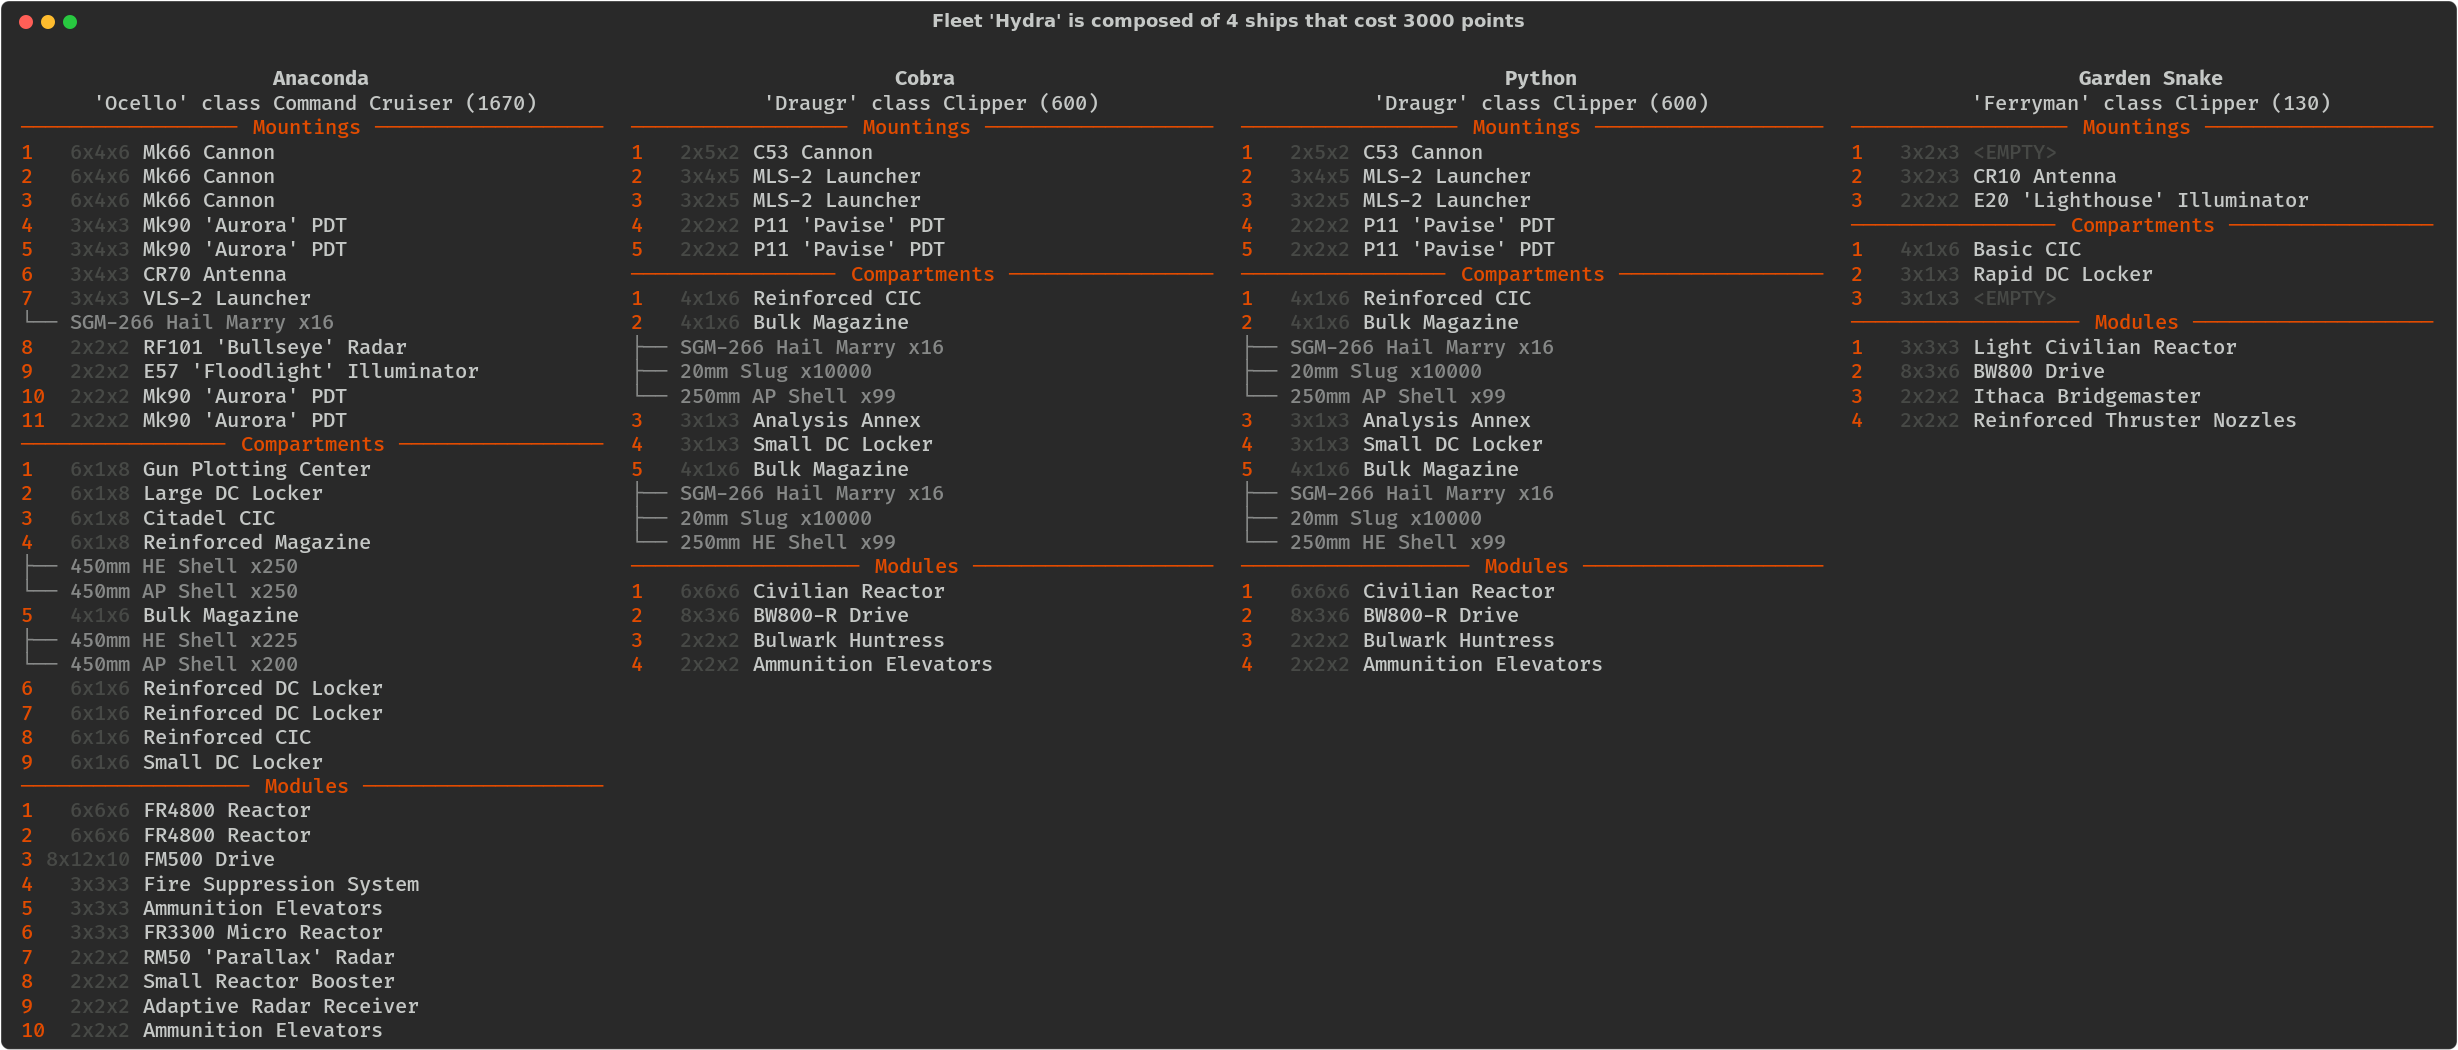 Fleet 'Hydra' is composed of 4 ships that cost 3000 points
Anaconda
'Ocello' class Command Cruiser (1670)
Mountings
1 6x4x6 Mk66 Cannon
2 6x4x6 Mk66 Cannon
3 6x4x6 Mk66 Cannon
4 3x4x3 Mk90 'Aurora' PDT
5 3x4x3 Mk90 'Aurora' PDT
6 3x4x3 CR70 Antenna
7 3x4x3 VLS-2 Launcher
SGM-266 Hail Marry x16
8 2x2x2 RF101 'Bullseye' Radar
9 2x2x2 E57 'Floodlight' Illuminator
10 2x2x2 Mk90 'Aurora' PDT
11 2x2x2 Mk90 'Aurora' PDT
Compartments
1 6x1x8 Gun Plotting Center
2 6x1x8 Large DC Locker
3 6x1x8 Citadel CIC
4 6x1x8 Reinforced Magazine
450mm HE Shell x250
450mm AP Shell x250
5 4x1x6 Bulk Magazine
450mm HE Shell x225
450mm AP Shell x200
6 6x1x6 Reinforced DC Locker
7 6x1x6 Reinforced DC Locker
8 6x1x6 Reinforced CIC
9 6x1x6 Small DC Locker
Modules
1 6x6x6 FR4800 Reactor
2 6x6x6 FR4800 Reactor
3 8x12x10 FM500 Drive
4 3x3x3 Fire Suppression System
5 3x3x3 Ammunition Elevators
6 3x3x3 FR3300 Micro Reactor
7 2x2x2 RM50 'Parallax' Radar
8 2x2x2 Small Reactor Booster
9 2x2x2 Adaptive Radar Receiver
10 2x2x2 Ammunition Elevators
Cobra
'Draugr' class Clipper (600)
Mountings
1 2x5x2 C53 Cannon
2 3x4x5 MLS-2 Launcher
3 3x2x5 MLS-2 Launcher
4 2x2x2 P11 'Pavise' PDT
5 2x2x2 P11 'Pavise' PDT
Compartments
1 4x1x6 Reinforced CIC
2 4x1x6 Bulk Magazine
SGM-266 Hail Marry x16
20mm Slug x10000
250mm AP Shell x99
3 3x1x3 Analysis Annex
4 3x1x3 Small DC Locker
5 4x1x6 Bulk Magazine
SGM-266 Hail Marry x16
20mm Slug x10000
250mm HE Shell x99
Modules
1 6x6x6 Civilian Reactor
2 8x3x6 BW800-R Drive
3 2x2x2 Bulwark Huntress
4 2x2x2 Ammunition Elevators
Python
'Draugr' class Clipper (600)
Mountings
1 2x5x2 C53 Cannon
2 3x4x5 MLS-2 Launcher
3 3x2x5 MLS-2 Launcher
4 2x2x2 P11 'Pavise' PDT
5 2x2x2 P11 'Pavise' PDT
Compartments
1 4x1x6 Reinforced CIC
2 4x1x6 Bulk Magazine
SGM-266 Hail Marry x16
20mm Slug x10000
250mm AP Shell x99
3 3x1x3 Analysis Annex
4 3x1x3 Small DC Locker
5 4x1x6 Bulk Magazine
SGM-266 Hail Marry x16
20mm Slug x10000
250mm HE Shell x99
Modules
1 6x6x6 Civilian Reactor
2 8x3x6 BW800-R Drive
3 2x2x2 Bulwark Huntress
4 2x2x2 Ammunition Elevators
Garden Snake
'Ferryman' class Clipper (130)
Mountings
1 3x2x3 <EMPTY>
2 3x2x3 CR10 Antenna
3 2x2x2 E20 'Lighthouse' Illuminator
Compartments
1 4x1x6 Basic CIC
2 3x1x3 Rapid DC Locker
3 3x1x3 <EMPTY>
Modules
1 3x3x3 Light Civilian Reactor
2 8x3x6 BW800 Drive
3 2x2x2 Ithaca Bridgemaster
4 2x2x2 Reinforced Thruster Nozzles